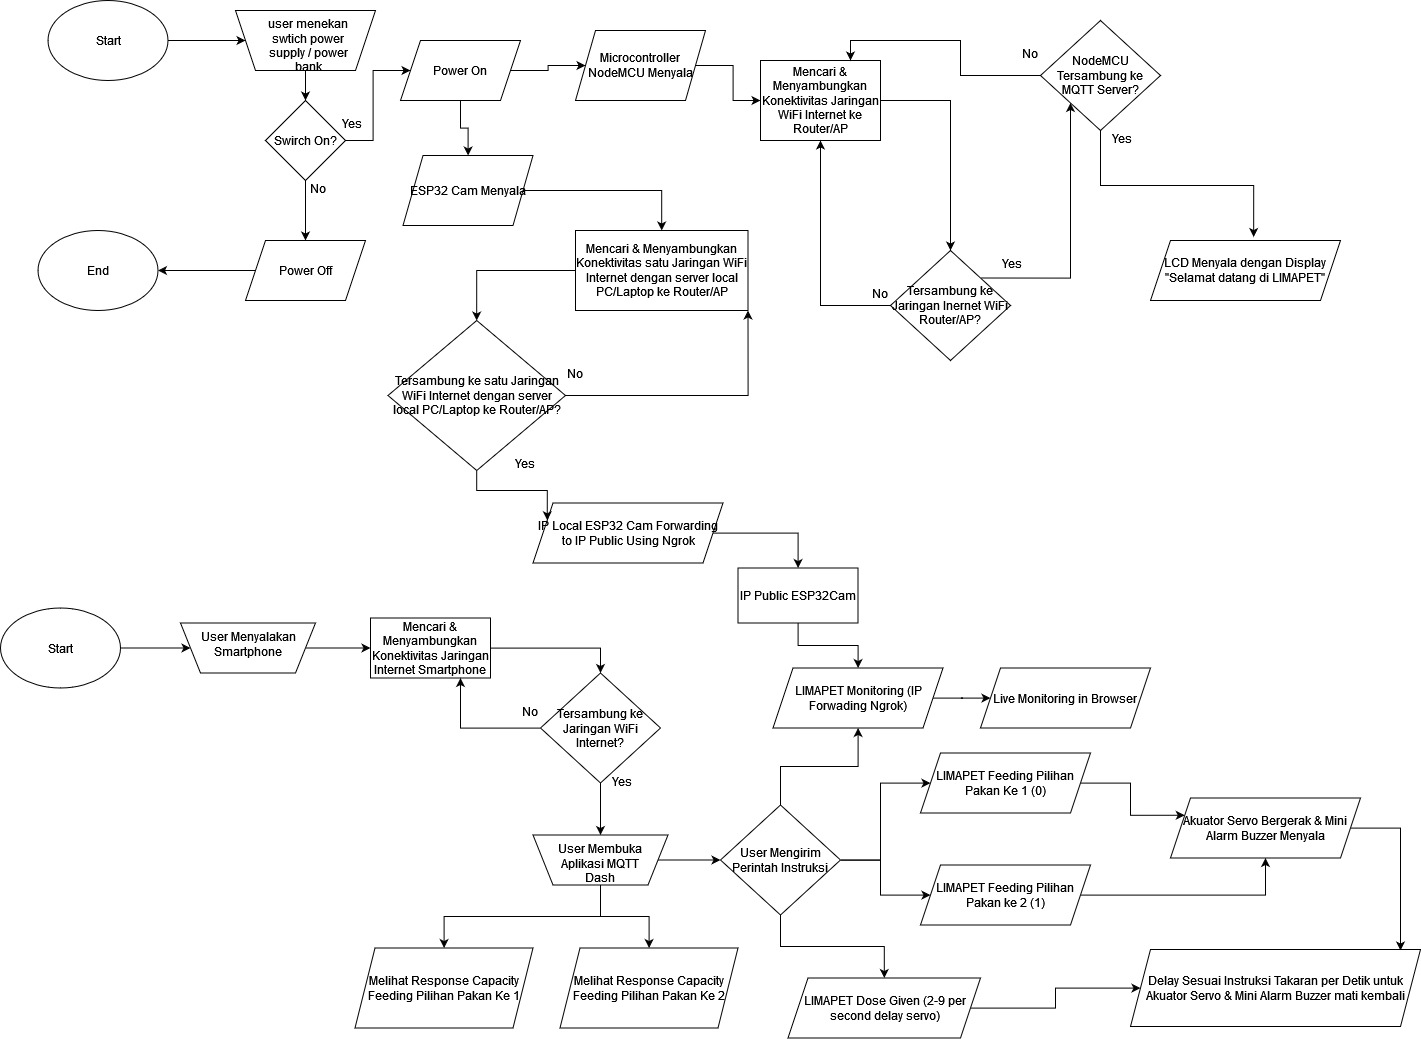 Start
user menekan
swtich power
supply / power
bank
Swirch On?
Yes
No
Power Off
End
Power On
Microcontroller
NodeMCU Menyala
Mencari &
Menyambungkan
Konektivitas Jaringan
WiFi Internet ke
Router/AP
No
NodeMCU
Tersambung ke
MQTT Server?
Yes
LCD Menyala dengan Display
"Selamat datang di LIMAPET"
Yes
No
Tersambung ke
Jaringan Inernet WiFi
Router/AP?
ESP32 Cam Menyala
Mencari & Menyambungkan
Konektivitas satu Jaringan WiFi
Internet dengan server local
PC/Laptop ke Router/AP
Tersambung ke satu Jaringan
WiFi Internet dengan server
local PC/Laptop ke Router/AP?
No
Yes
IP Local ESP32 Cam Forwarding
to IP Public Using Ngrok
IP Public ESP32Cam
Start
User Menyalakan
Smartphone
Mencari &
Menyambungkan
Konektivitas Jaringan
Internet Smartphone
No
Tersambung ke
Jaringan WiFi
Internet?
Yes
User Membuka
Aplikasi MQTT
Dash
Melihat Response Capacity
Feeding Pilihan Pakan Ke 1
Melihat Response Capacity
Feeding Pilihan Pakan Ke 2
User Mengirim
Perintah Instruksi
LIMAPET Monitoring (IP
Forwading Ngrok)
Live Monitoring in Browser
LIMAPET Feeding Pilihan
Pakan Ke 1 (0)
LIMAPET Feeding Pilihan
Pakan ke 2 (1)
Akuator Servo Bergerak & Mini
Alarm Buzzer Menyala
LIMAPET Dose Given (2-9 per
second delay servo)
Delay Sesuai Instruksi Takaran per Detik untuk
Akuator Servo & Mini Alarm Buzzer mati kembali